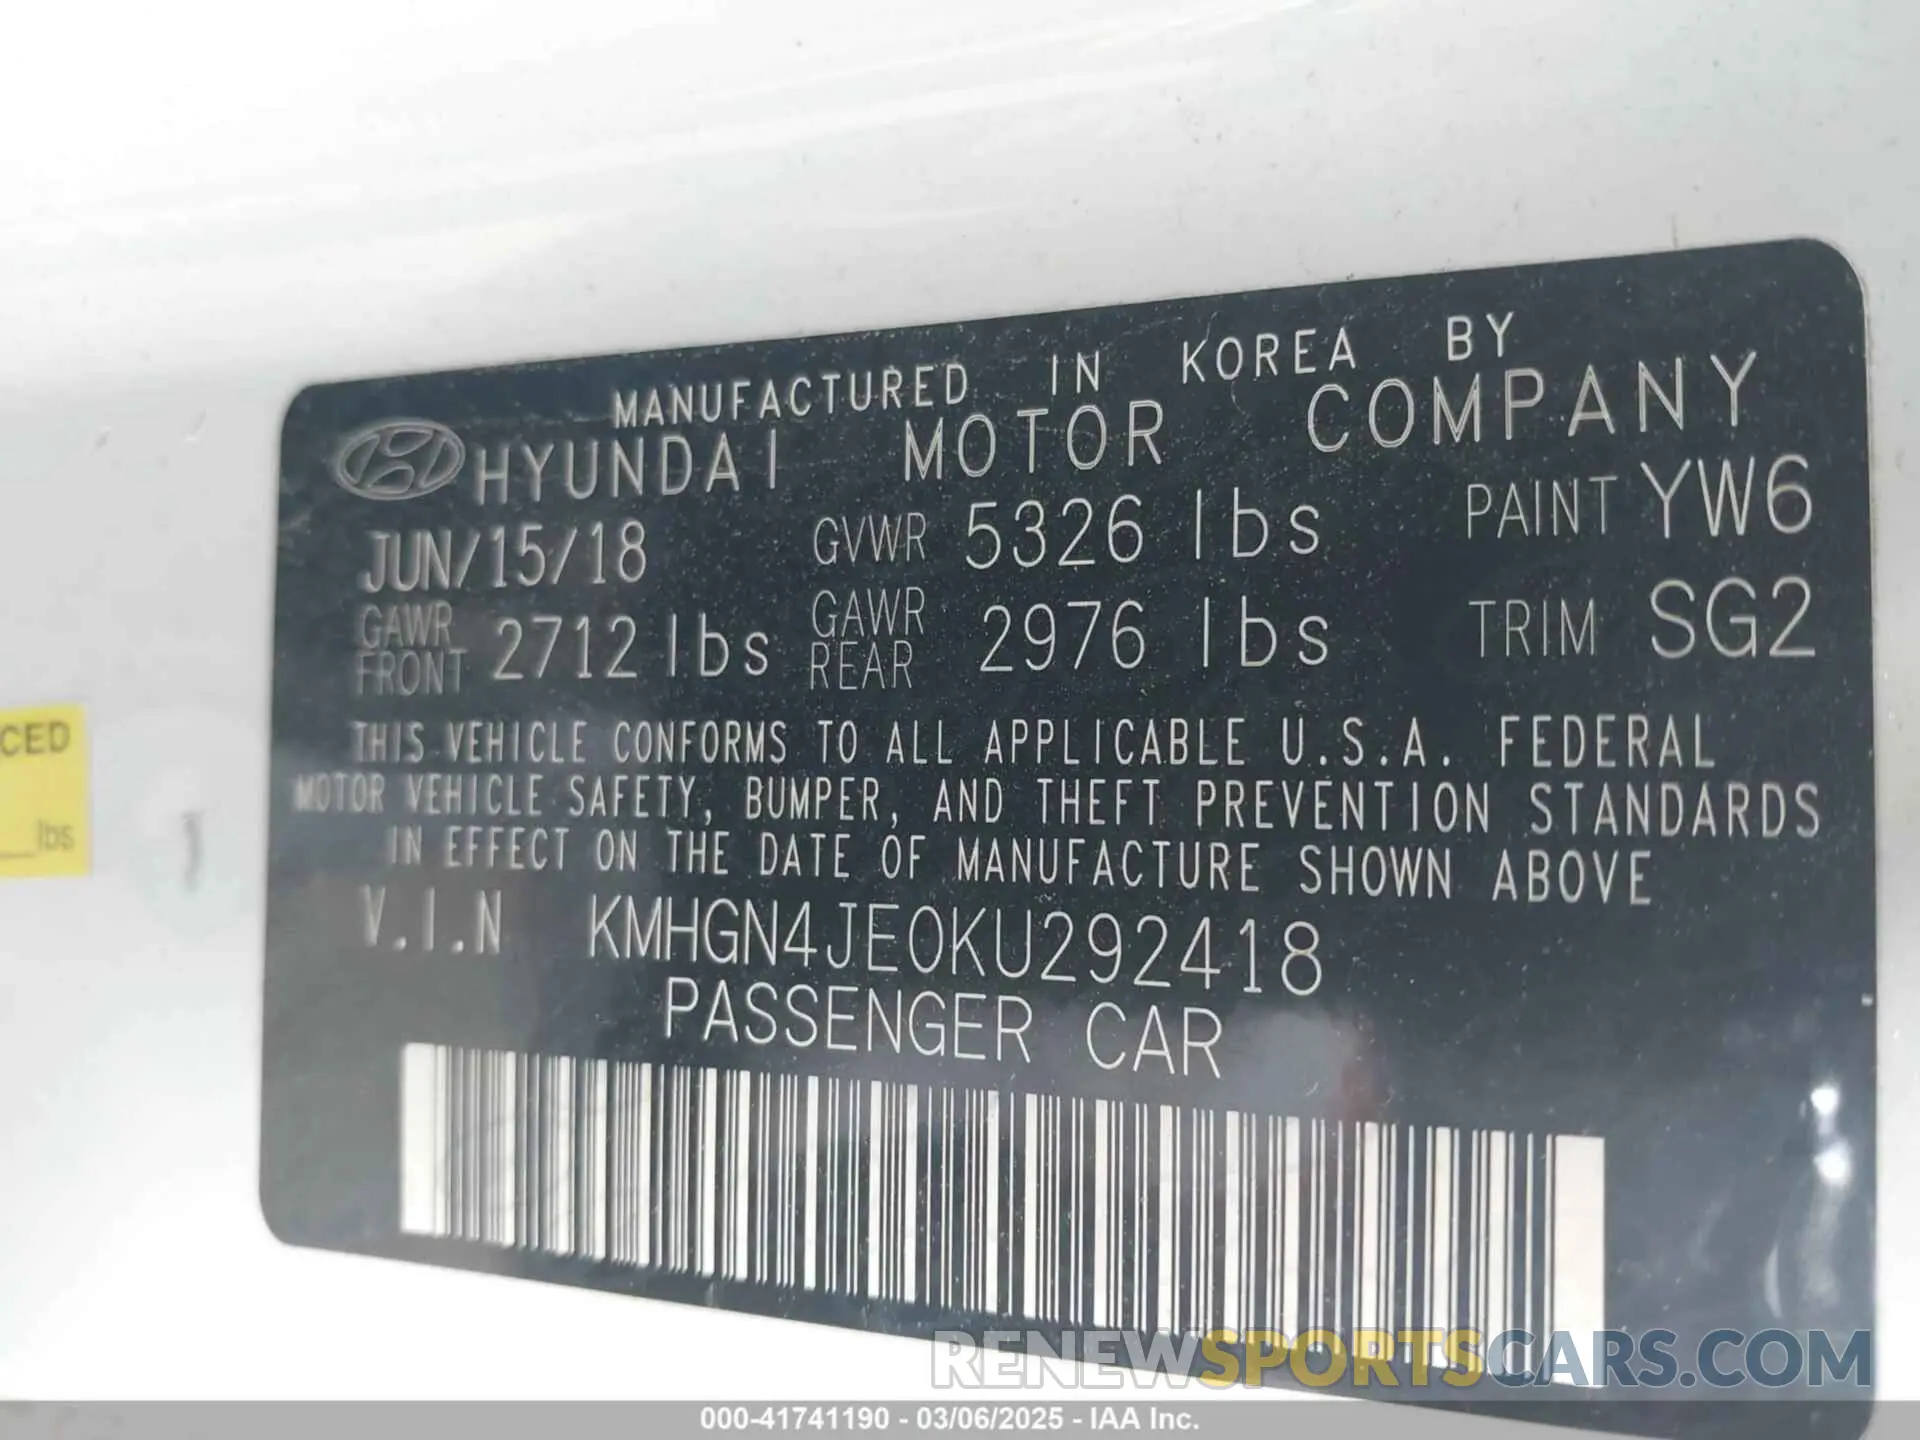 MANUFACTURED IN KOREA BY
HYUNDAI MOTOR COMPANY
JUN/15/18 GVWR 5326 lbs PAINT YW6
GAWR FRONT 2712 lbs GAWR REAR 2976 lbs TRIM SG2
THIS VEHICLE CONFORMS TO ALL APPLICABLE U.S.A. FEDERAL
MOTOR VEHICLE SAFETY, BUMPER, AND THEFT PREVENTION STANDARDS
IN EFFECT ON THE DATE OF MANUFACTURE SHOWN ABOVE
V.I.N KMHGN4JE0KU292418
PASSENGER CAR
CED
lbs
RENEWSPORTSCARS.COM
000-41741190 - 03/06/2025 - IAA Inc.